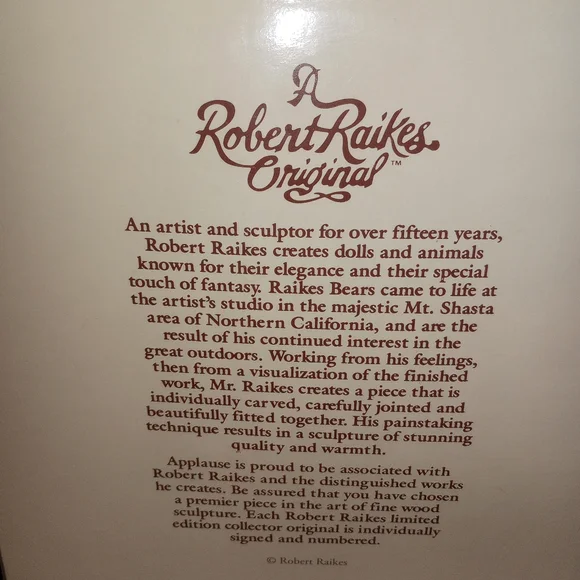 A
Robert Raikes
Original™
An artist and sculptor for over fifteen years,
Robert Raikes creates dolls and animals
known for their elegance and their special
touch of fantasy. Raikes Bears came to life at
the artist's studio in the majestic Mt. Shasta
area of Northern California, and are the
result of his continued interest in the
great outdoors. Working from his feelings,
then from a visualization of the finished
work, Mr. Raikes creates a piece that is
individually carved, carefully jointed and
beautifully fitted together. His painstaking
technique results in a sculpture of stunning
quality and warmth.
Applause is proud to be associated with
Robert Raikes and the distinguished works
he creates. Be assured that you have chosen
a premier piece in the art of fine wood
sculpture. Each Robert Raikes limited
edition collector original is individually
signed and numbered.
© Robert Raikes